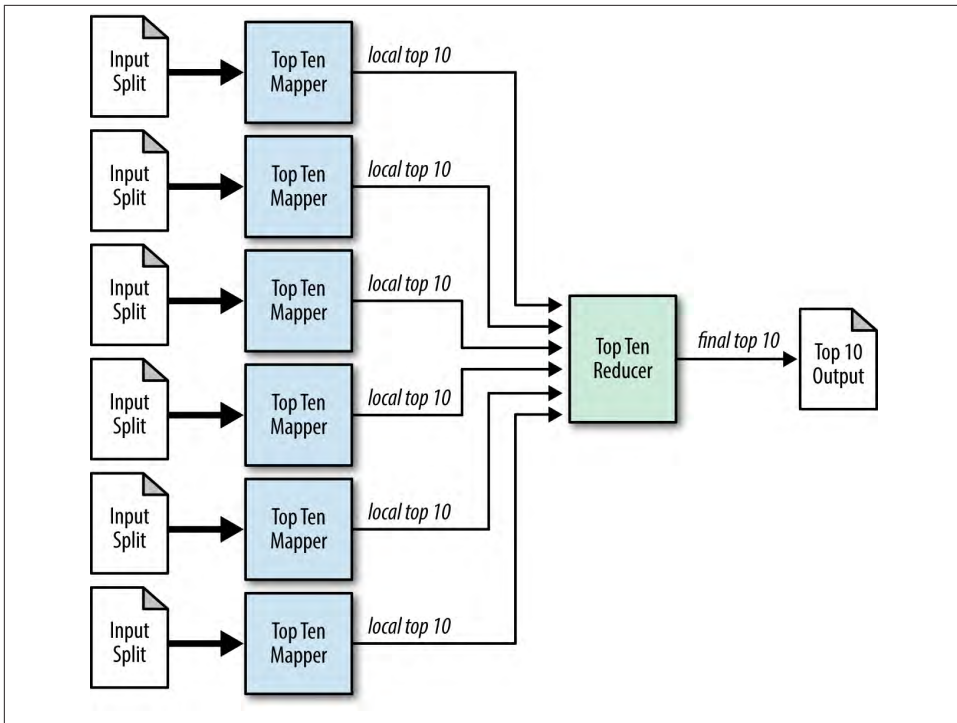 Input
Split
Top Ten
Mapper
local top 10
Input
Split
Top Ten
Mapper
local top 10
Input
Split
Top Ten
Mapper
local top 10
Input
Split
Top Ten
Mapper
local top 10
Input
Split
Top Ten
Mapper
local top 10
Input
Split
Top Ten
Mapper
local top 10
Top Ten
Reducer
final top 10
Top 10
Output